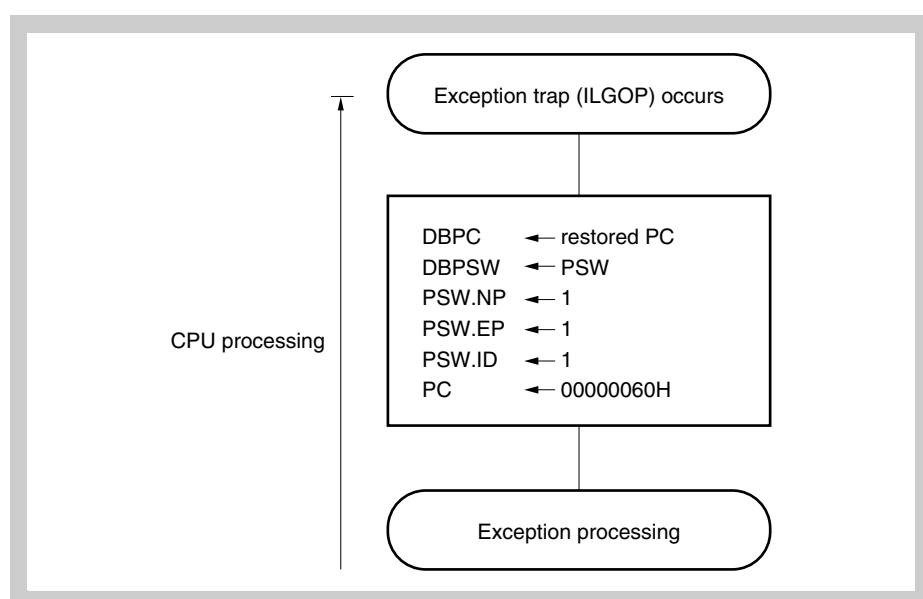 Exception trap (ILGOP) occurs
DBPC ← restored PC
DBPSW ← PSW
PSW.NP ← 1
PSW.EP ← 1
PSW.ID ← 1
PC ← 00000060H
CPU processing
Exception processing